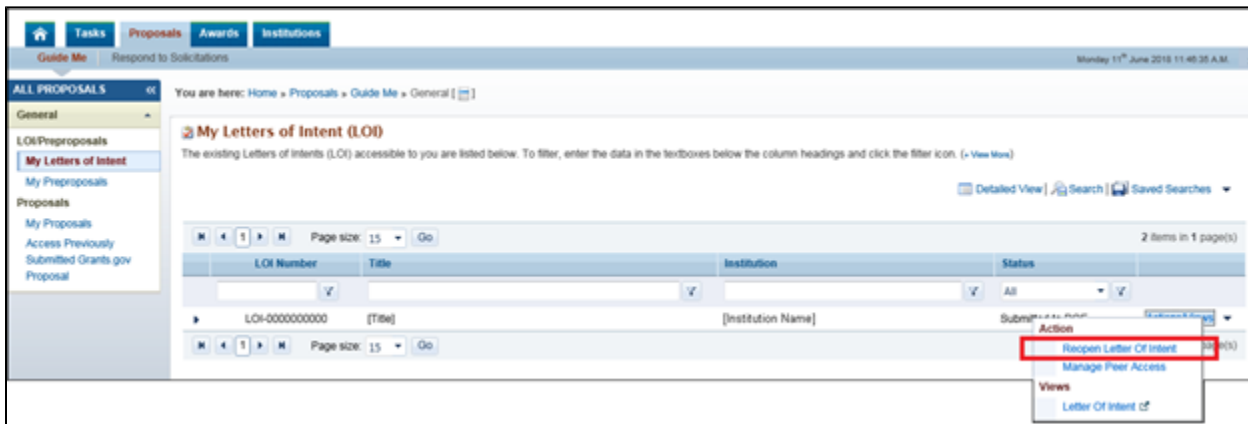 Tasks Proposals Awards Institutions
Guide Me Respond to Solicitations Monday 11th June 2018 11:46:35 A.M.
ALL PROPOSALS «
You are here: Home » Proposals » Guide Me » General [ ]
General
LOI/Preproposals
My Letters of Intent
My Preproposals
Proposals
My Proposals
Access Previously
Submitted Grants.gov
Proposal
My Letters of Intent (LOI)
The existing Letters of Intents (LOI) accessible to you are listed below. To filter, enter the data in the textboxes below the column headings and click the filter icon. (» View More)
Detailed View | Search | Saved Searches
1 Page size: 15 Go 2 items in 1 page(s)
LOI Number Title Institution Status
All
LOI-0000000000 [Title] [Institution Name] Submitted to DOE Actions/Views
1 Page size: 15 Go page(s)
Action
Reopen Letter Of Intent
Manage Peer Access
Views
Letter Of Intent